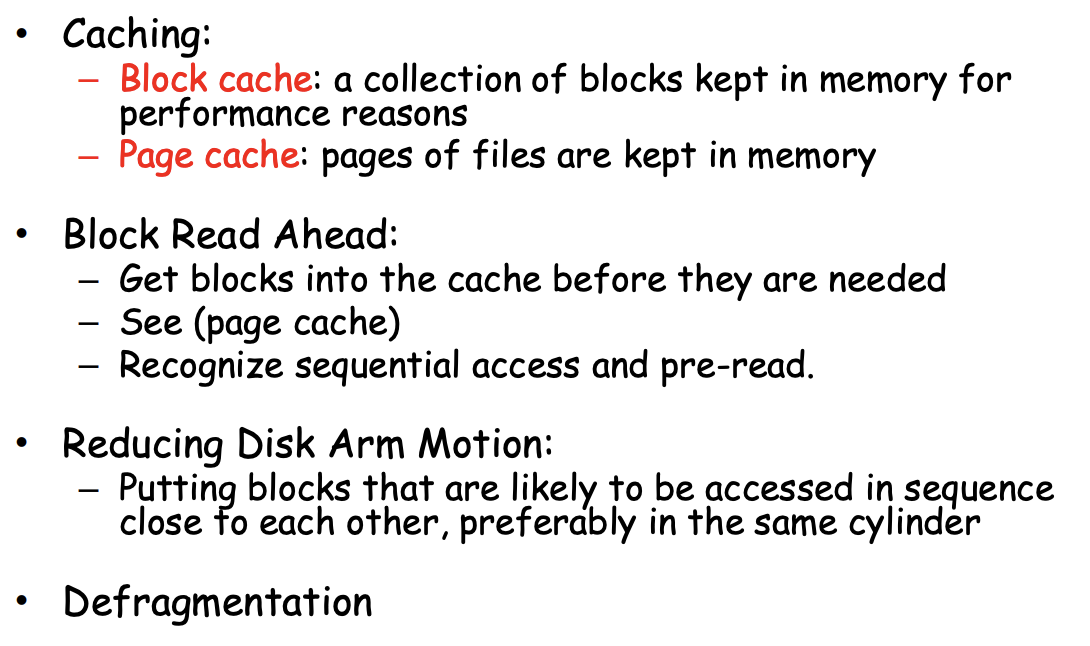 • Caching:
– Block cache: a collection of blocks kept in memory for
performance reasons
– Page cache: pages of files are kept in memory
• Block Read Ahead:
– Get blocks into the cache before they are needed
– See (page cache)
– Recognize sequential access and pre-read.
• Reducing Disk Arm Motion:
– Putting blocks that are likely to be accessed in sequence
close to each other, preferably in the same cylinder
• Defragmentation